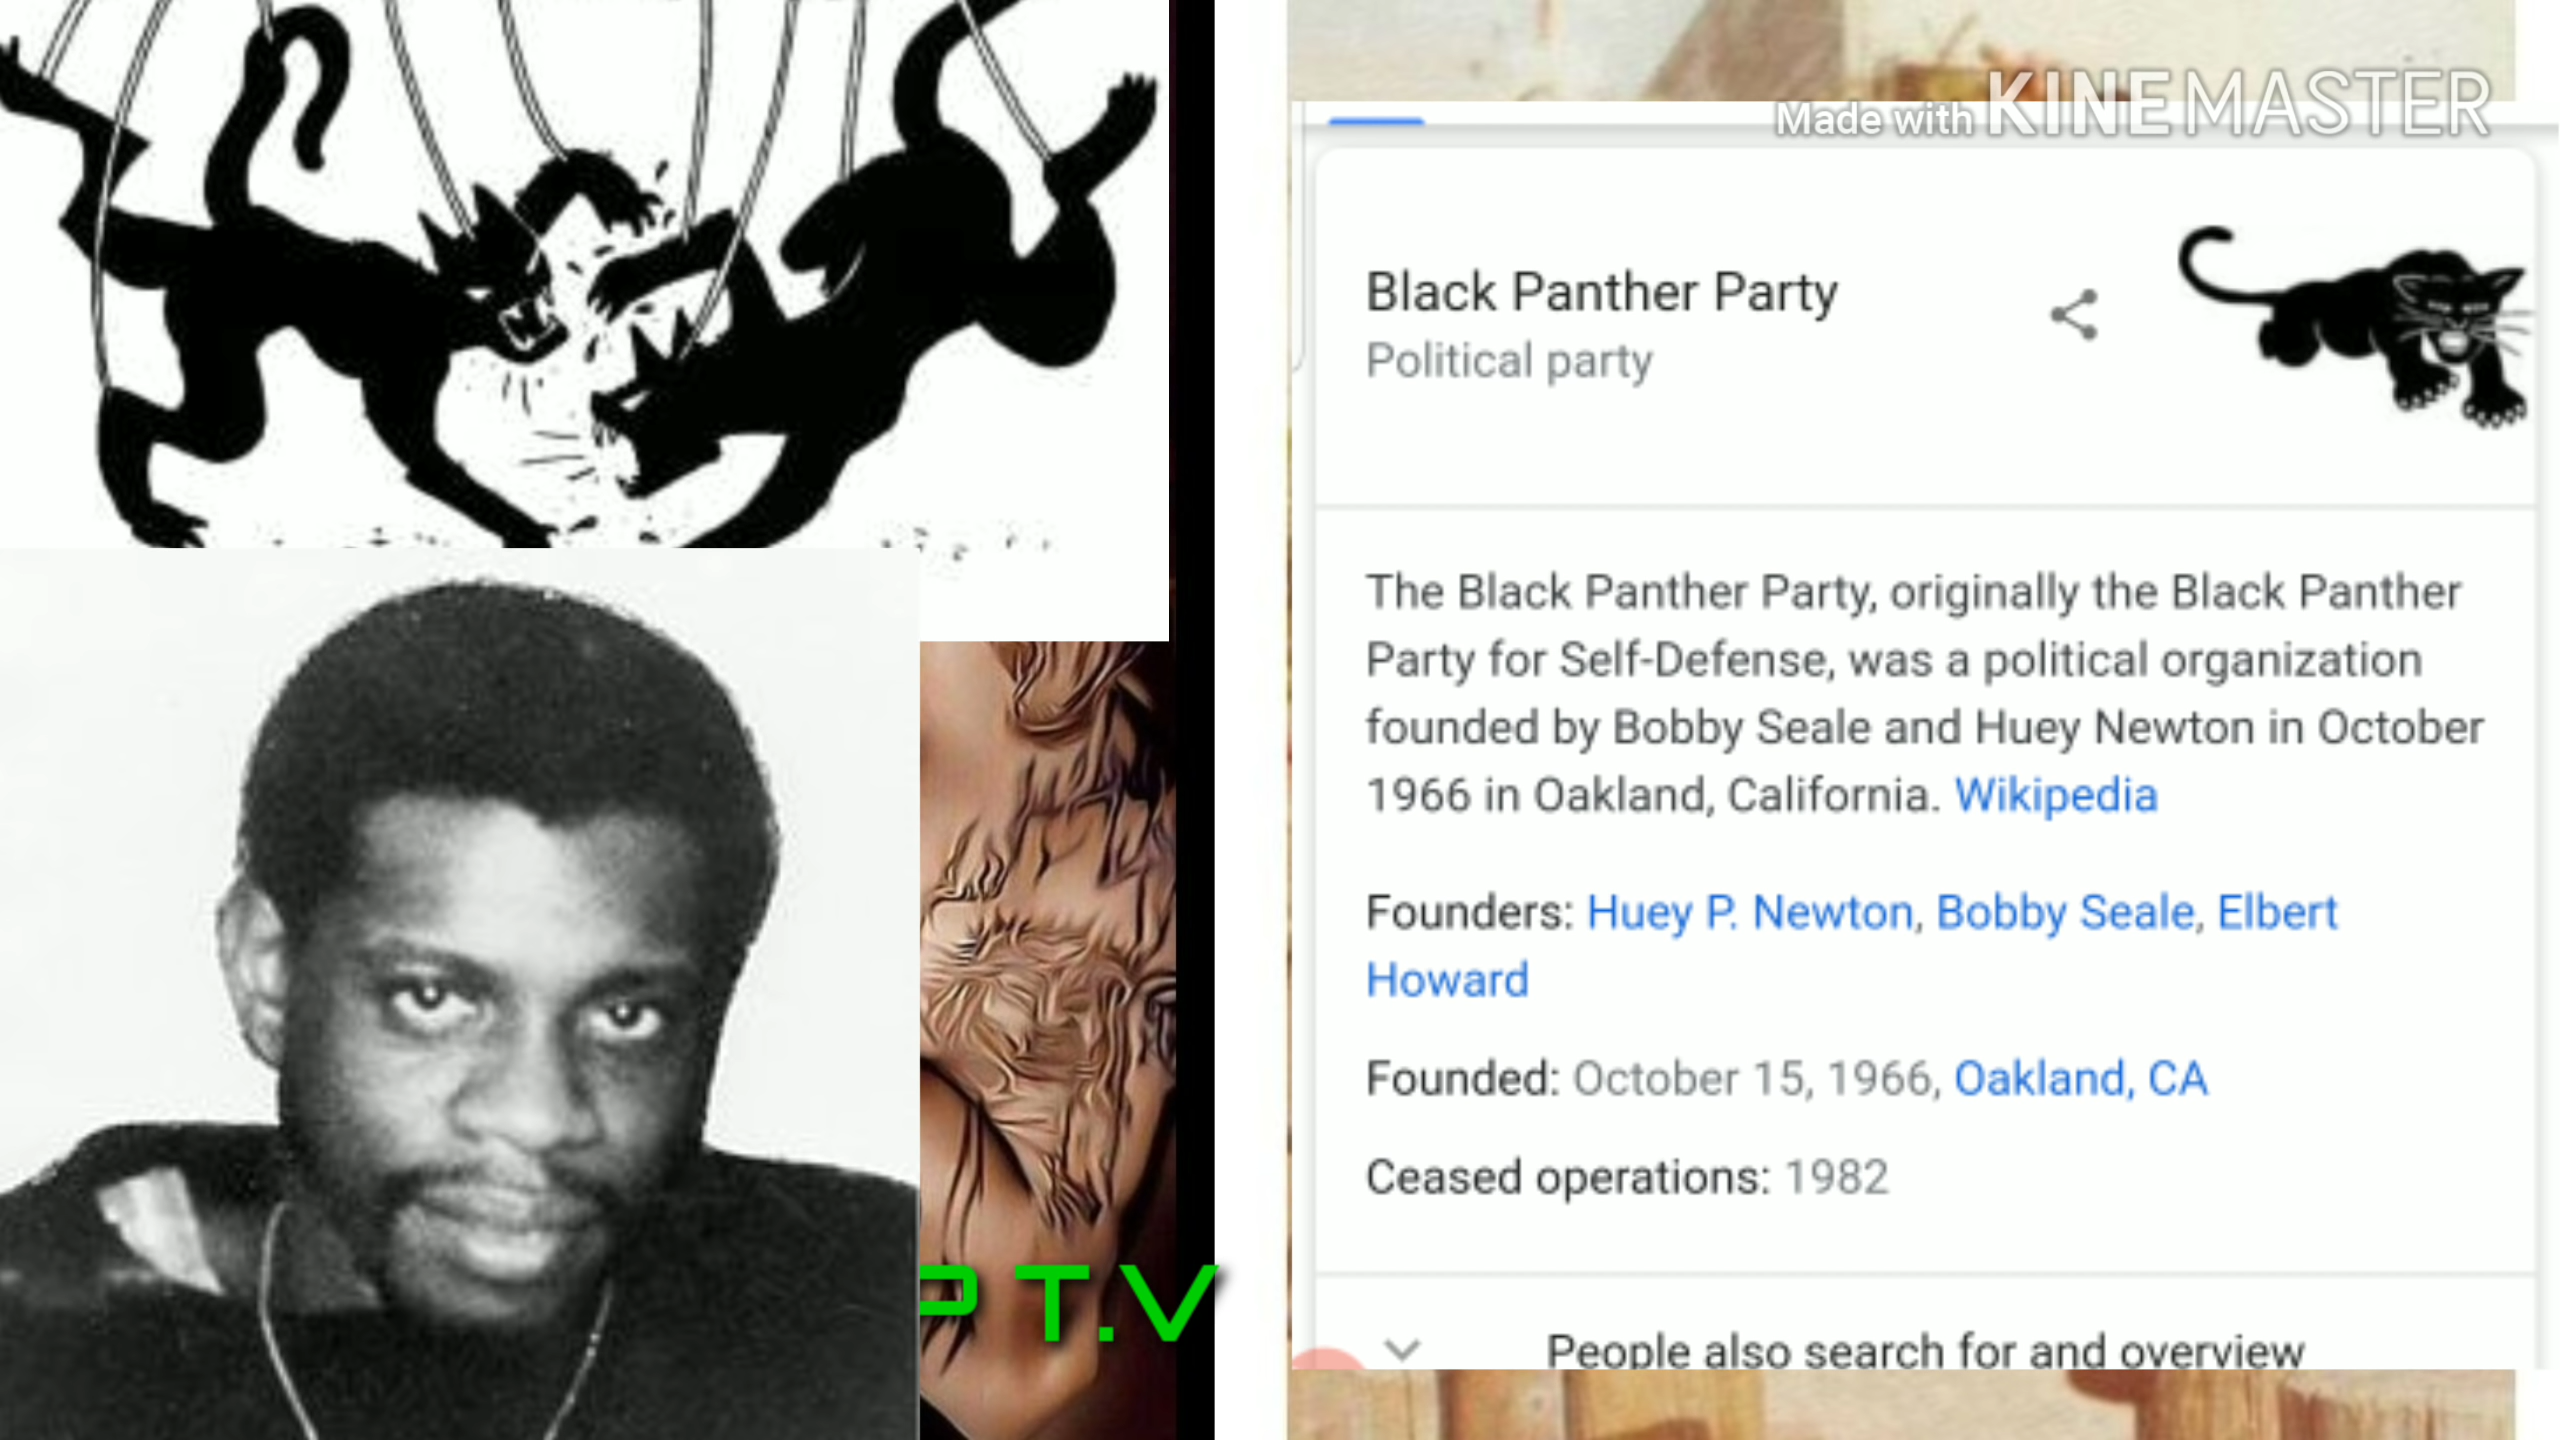 Made with KINEMASTER
Black Panther Party
Political party
The Black Panther Party, originally the Black Panther
Party for Self-Defense, was a political organization
founded by Bobby Seale and Huey Newton in October
1966 in Oakland, California. Wikipedia
Founders: Huey P. Newton, Bobby Seale, Elbert
Howard
Founded: October 15, 1966, Oakland, CA
Ceased operations: 1982
P T.V
People also search for and overview